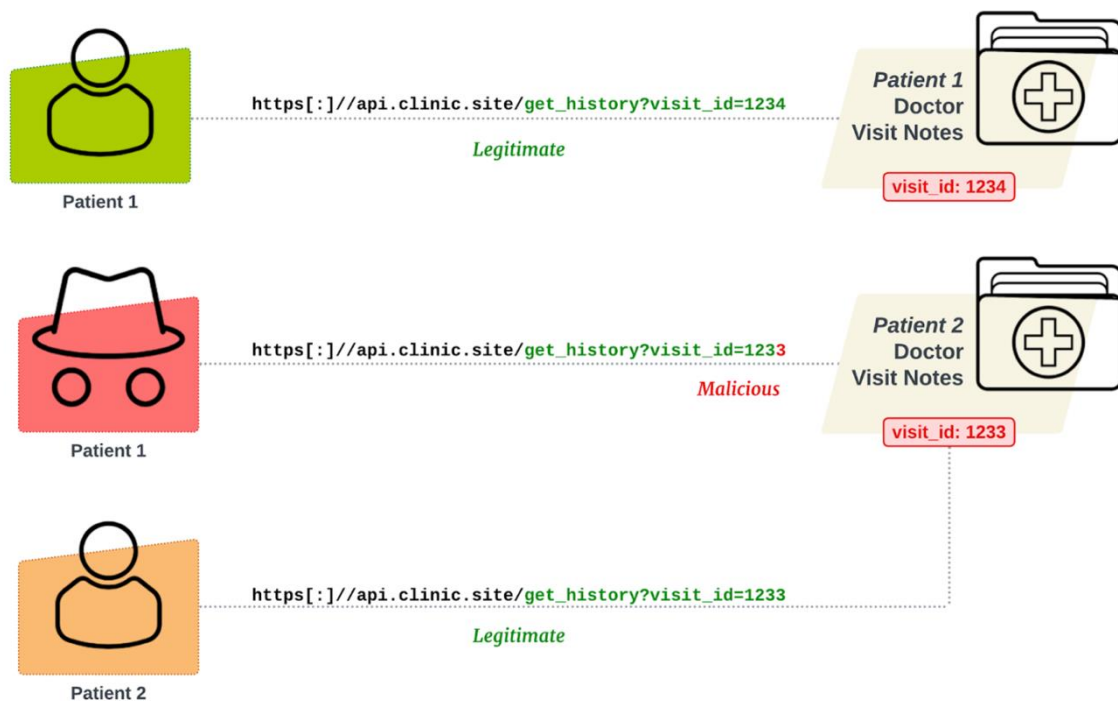 https[:]//api.clinic.site/get_history?visit_id=1234
Legitimate
Patient 1
Patient 1
Doctor
Visit Notes
visit_id: 1234
https[:]//api.clinic.site/get_history?visit_id=1233
Malicious
Patient 1
Patient 2
Doctor
Visit Notes
visit_id: 1233
https[:]//api.clinic.site/get_history?visit_id=1233
Legitimate
Patient 2